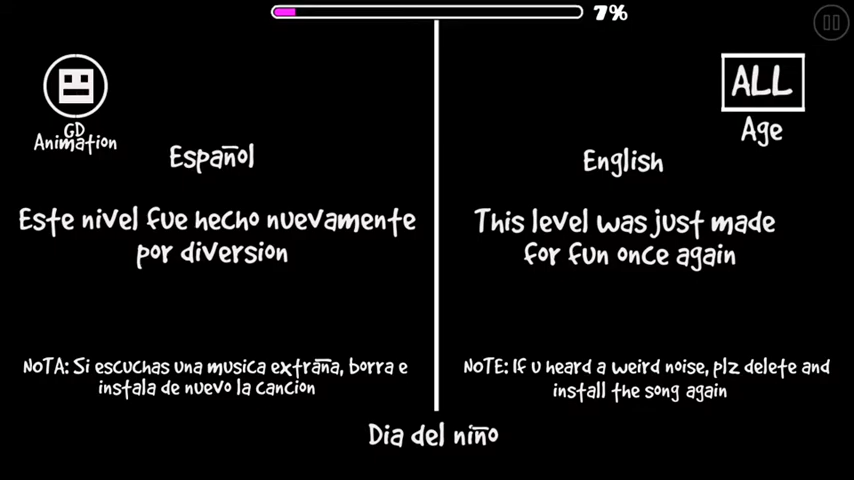 7%
GD
Animation
Español
Este nivel fue hecho nuevamente
por diversion
NOTA: Si escuchas una musica extraña, borra e
instala de nuevo la cancion
ALL
Age
English
This level was just made
for fun once again
NOTE: If u heard a weird noise, plz delete and
install the song again
Dia del niño